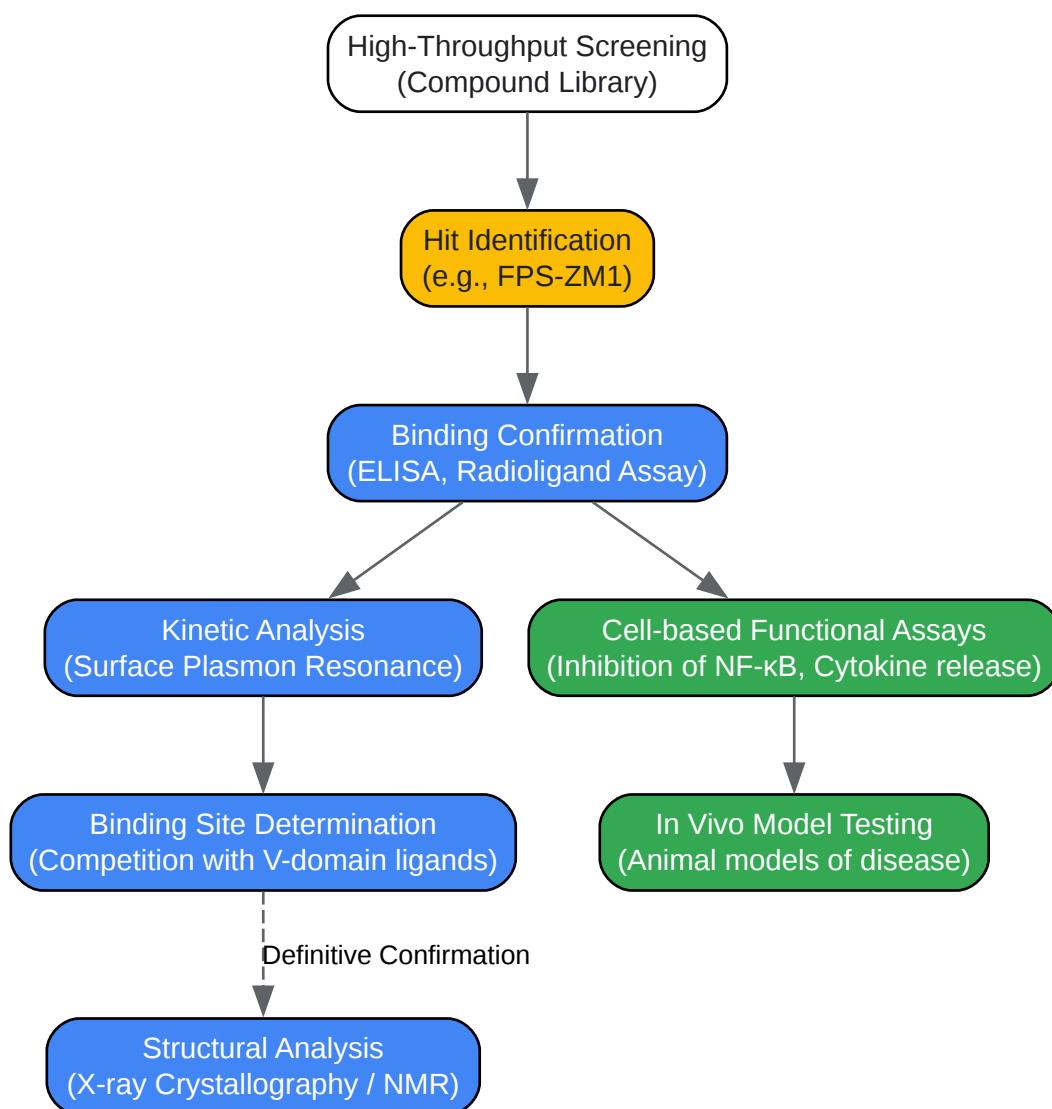 High-Throughput Screening
(Compound Library)
Hit Identification
(e.g., FPS-ZM1)
Binding Confirmation
(ELISA, Radioligand Assay)
Kinetic Analysis
(Surface Plasmon Resonance)
Cell-based Functional Assays
(Inhibition of NF-κB, Cytokine release)
Binding Site Determination
(Competition with V-domain ligands)
In Vivo Model Testing
(Animal models of disease)
Definitive Confirmation
Structural Analysis
(X-ray Crystallography / NMR)